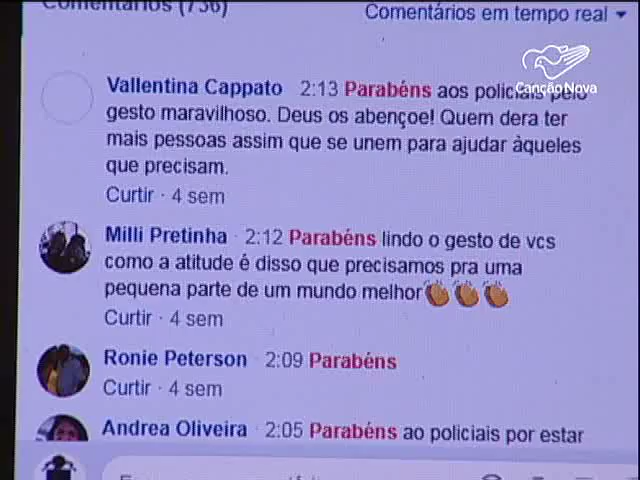 Comentários (736)
Comentários em tempo real
CançãoNova
Vallentina Cappato 2:13 Parabéns aos policiais pelo
gesto maravilhoso. Deus os abençoe! Quem dera ter
mais pessoas assim que se unem para ajudar àqueles
que precisam.
Curtir · 4 sem
Milli Pretinha · 2:12 Parabéns lindo o gesto de vcs
como a atitude é disso que precisamos pra uma
pequena parte de um mundo melhor👏👏👏
Curtir · 4 sem
Ronie Peterson · 2:09 Parabéns
Curtir · 4 sem
Andrea Oliveira · 2:05 Parabéns ao policiais por estar